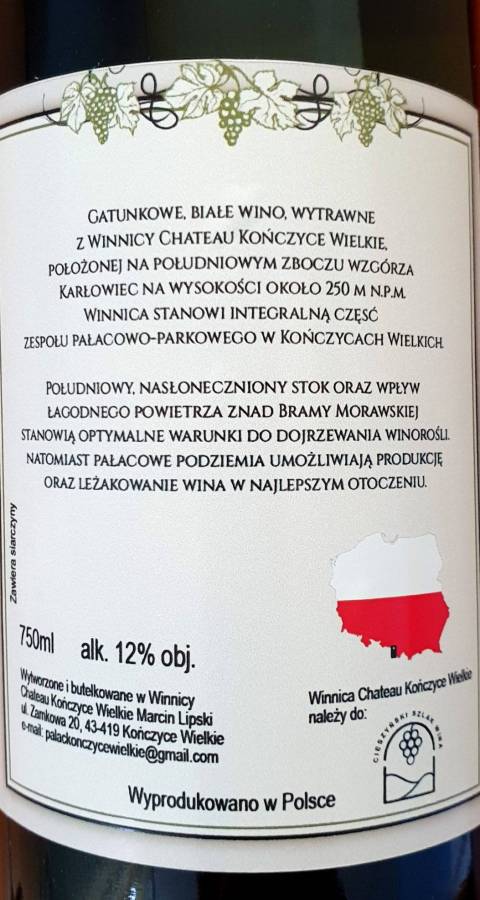 Gatunkowe, białe wino, wytrawne
z Winnicy Chateau Kończyce Wielkie,
położonej na południowym zboczu wzgórza
Karłowiec na wysokości około 250 m n.p.m.
Winnica stanowi integralną część
zespołu pałacowo-parkowego w Kończycach Wielkich.
Południowy, nasłoneczniony stok oraz wpływ
łagodnego powietrza znad Bramy Morawskiej
stanowią optymalne warunki do dojrzewania winorośli.
Natomiast pałacowe podziemia umożliwiają produkcję
oraz leżakowanie wina w najlepszym otoczeniu.
Zawiera siarczyny
750ml alk. 12% obj.
Wytworzone i butelkowane w Winnicy
Chateau Kończyce Wielkie Marcin Lipski
ul. Zamkowa 20, 43-419 Kończyce Wielkie
e-mail: palackonczycewielkie@gmail.com
Winnica Chateau Kończyce Wielkie
należy do:
CIESZYŃSKI SZLAK WINA
Wyprodukowano w Polsce